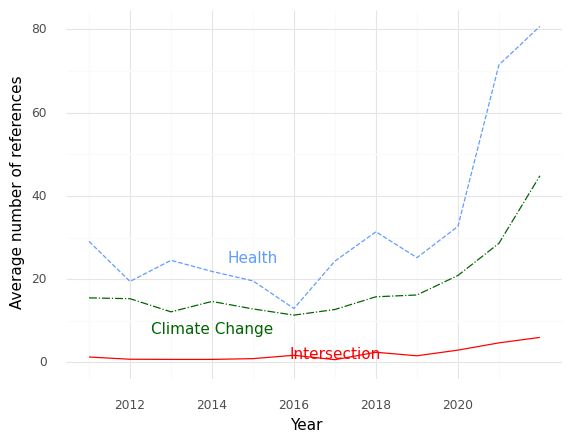 80
60
40
20
0
Average number of references
Health
Climate Change
Intersection
2012 2014 2016 2018 2020
Year